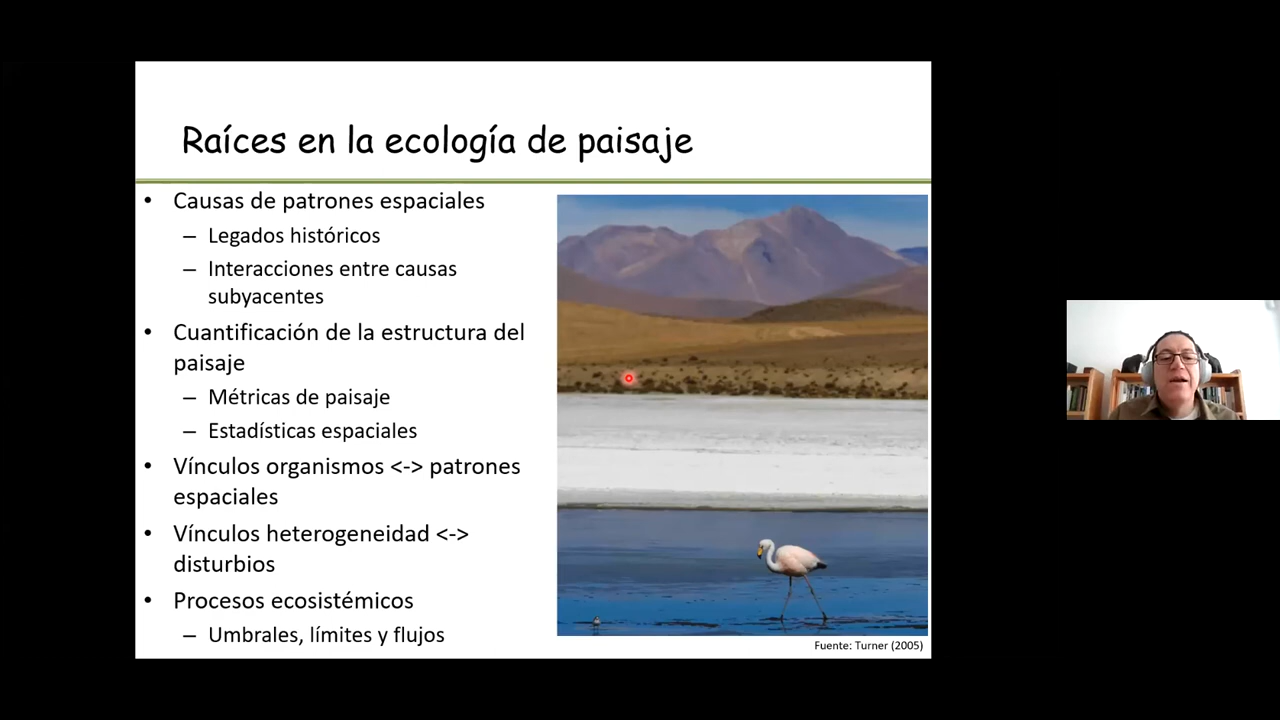 Raíces en la ecología de paisaje
• Causas de patrones espaciales
– Legados históricos
– Interacciones entre causas
subyacentes
• Cuantificación de la estructura del
paisaje
– Métricas de paisaje
– Estadísticas espaciales
• Vínculos organismos <-> patrones
espaciales
• Vínculos heterogeneidad <->
disturbios
• Procesos ecosistémicos
– Umbrales, límites y flujos
Fuente: Turner (2005)